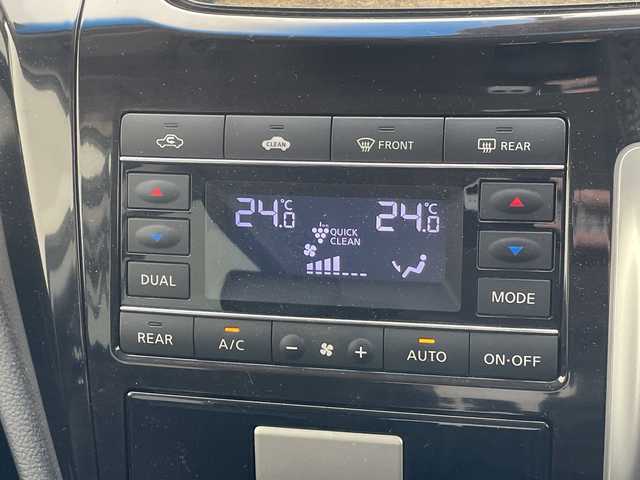 CLEAN FRONT REAR
24.0°C 24.0°C
QUICK
CLEAN
DUAL MODE
REAR A/C − + AUTO ON·OFF